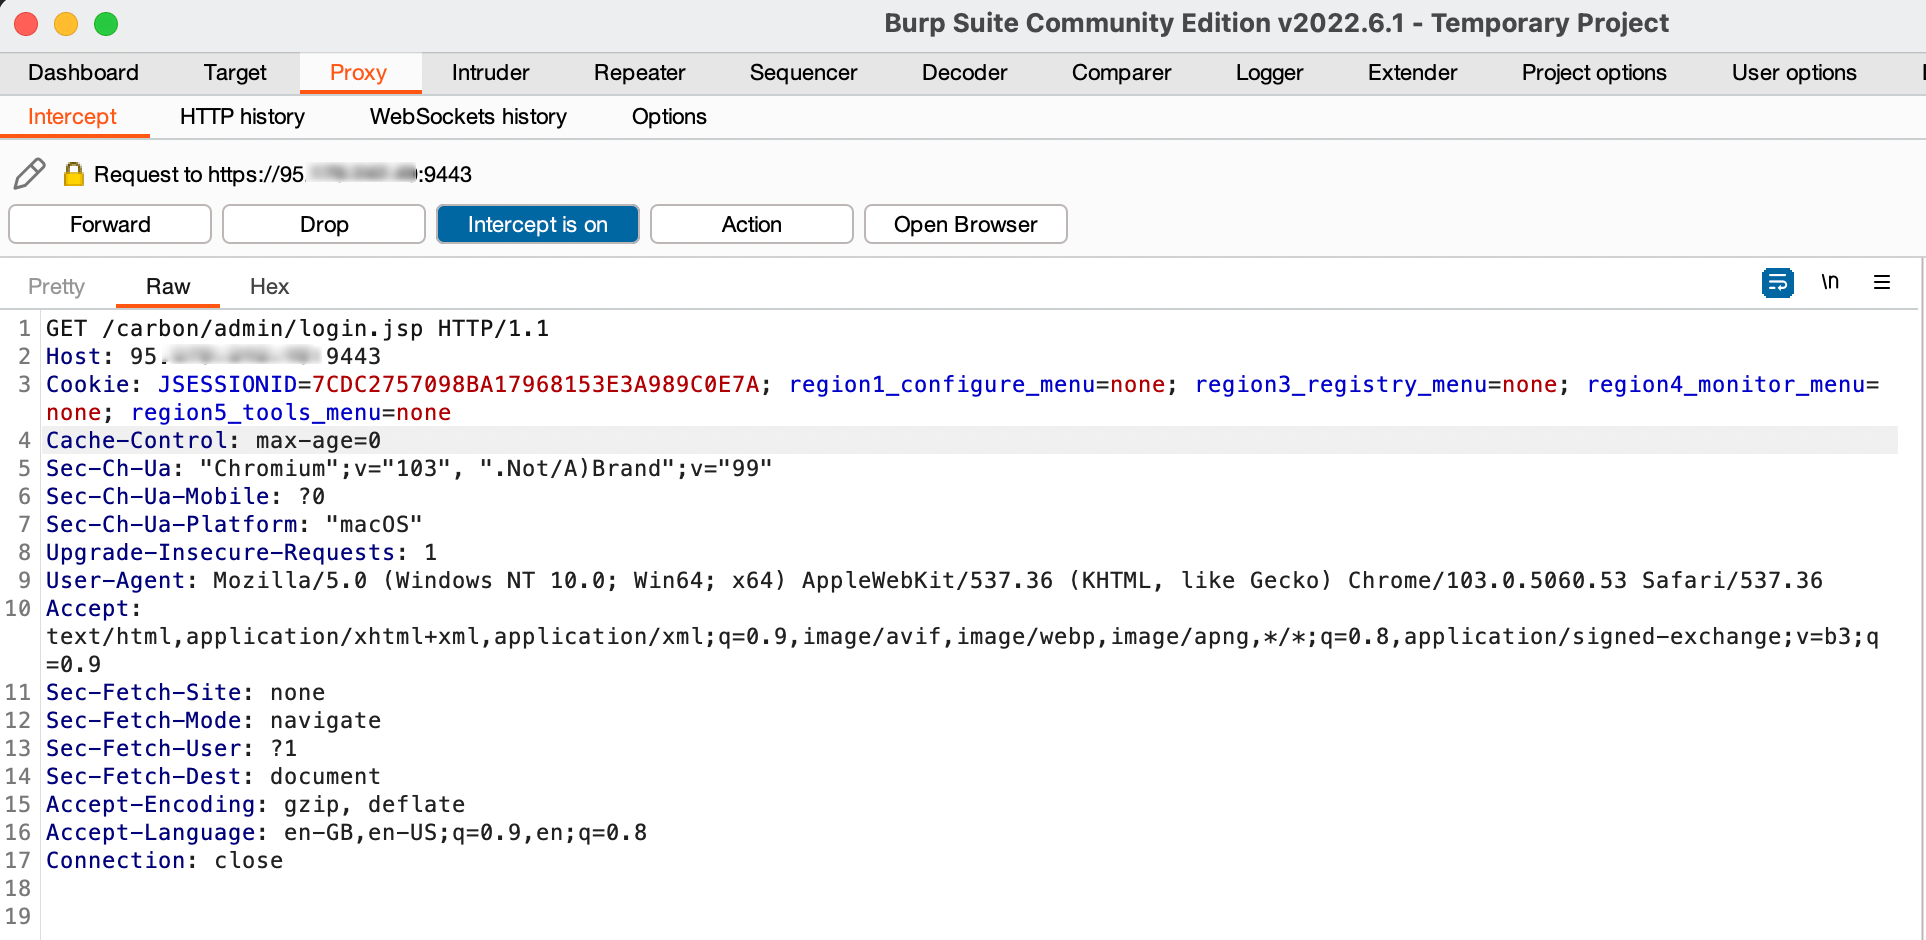 Burp Suite Community Edition v2022.6.1 - Temporary Project
Dashboard Target Proxy Intruder Repeater Sequencer Decoder Comparer Logger Extender Project options User options
Intercept HTTP history WebSockets history Options
Request to https://95. :9443
Forward Drop Intercept is on Action Open Browser
Pretty Raw Hex \n
1 GET /carbon/admin/login.jsp HTTP/1.1
2 Host: 95. 9443
3 Cookie: JSESSIONID=7CDC2757098BA17968153E3A989C0E7A; region1_configure_menu=none; region3_registry_menu=none; region4_monitor_menu=
none; region5_tools_menu=none
4 Cache-Control: max-age=0
5 Sec-Ch-Ua: "Chromium";v="103", ".Not/A)Brand";v="99"
6 Sec-Ch-Ua-Mobile: ?0
7 Sec-Ch-Ua-Platform: "macOS"
8 Upgrade-Insecure-Requests: 1
9 User-Agent: Mozilla/5.0 (Windows NT 10.0; Win64; x64) AppleWebKit/537.36 (KHTML, like Gecko) Chrome/103.0.5060.53 Safari/537.36
10 Accept:
text/html,application/xhtml+xml,application/xml;q=0.9,image/avif,image/webp,image/apng,*/*;q=0.8,application/signed-exchange;v=b3;q
=0.9
11 Sec-Fetch-Site: none
12 Sec-Fetch-Mode: navigate
13 Sec-Fetch-User: ?1
14 Sec-Fetch-Dest: document
15 Accept-Encoding: gzip, deflate
16 Accept-Language: en-GB,en-US;q=0.9,en;q=0.8
17 Connection: close
18
19